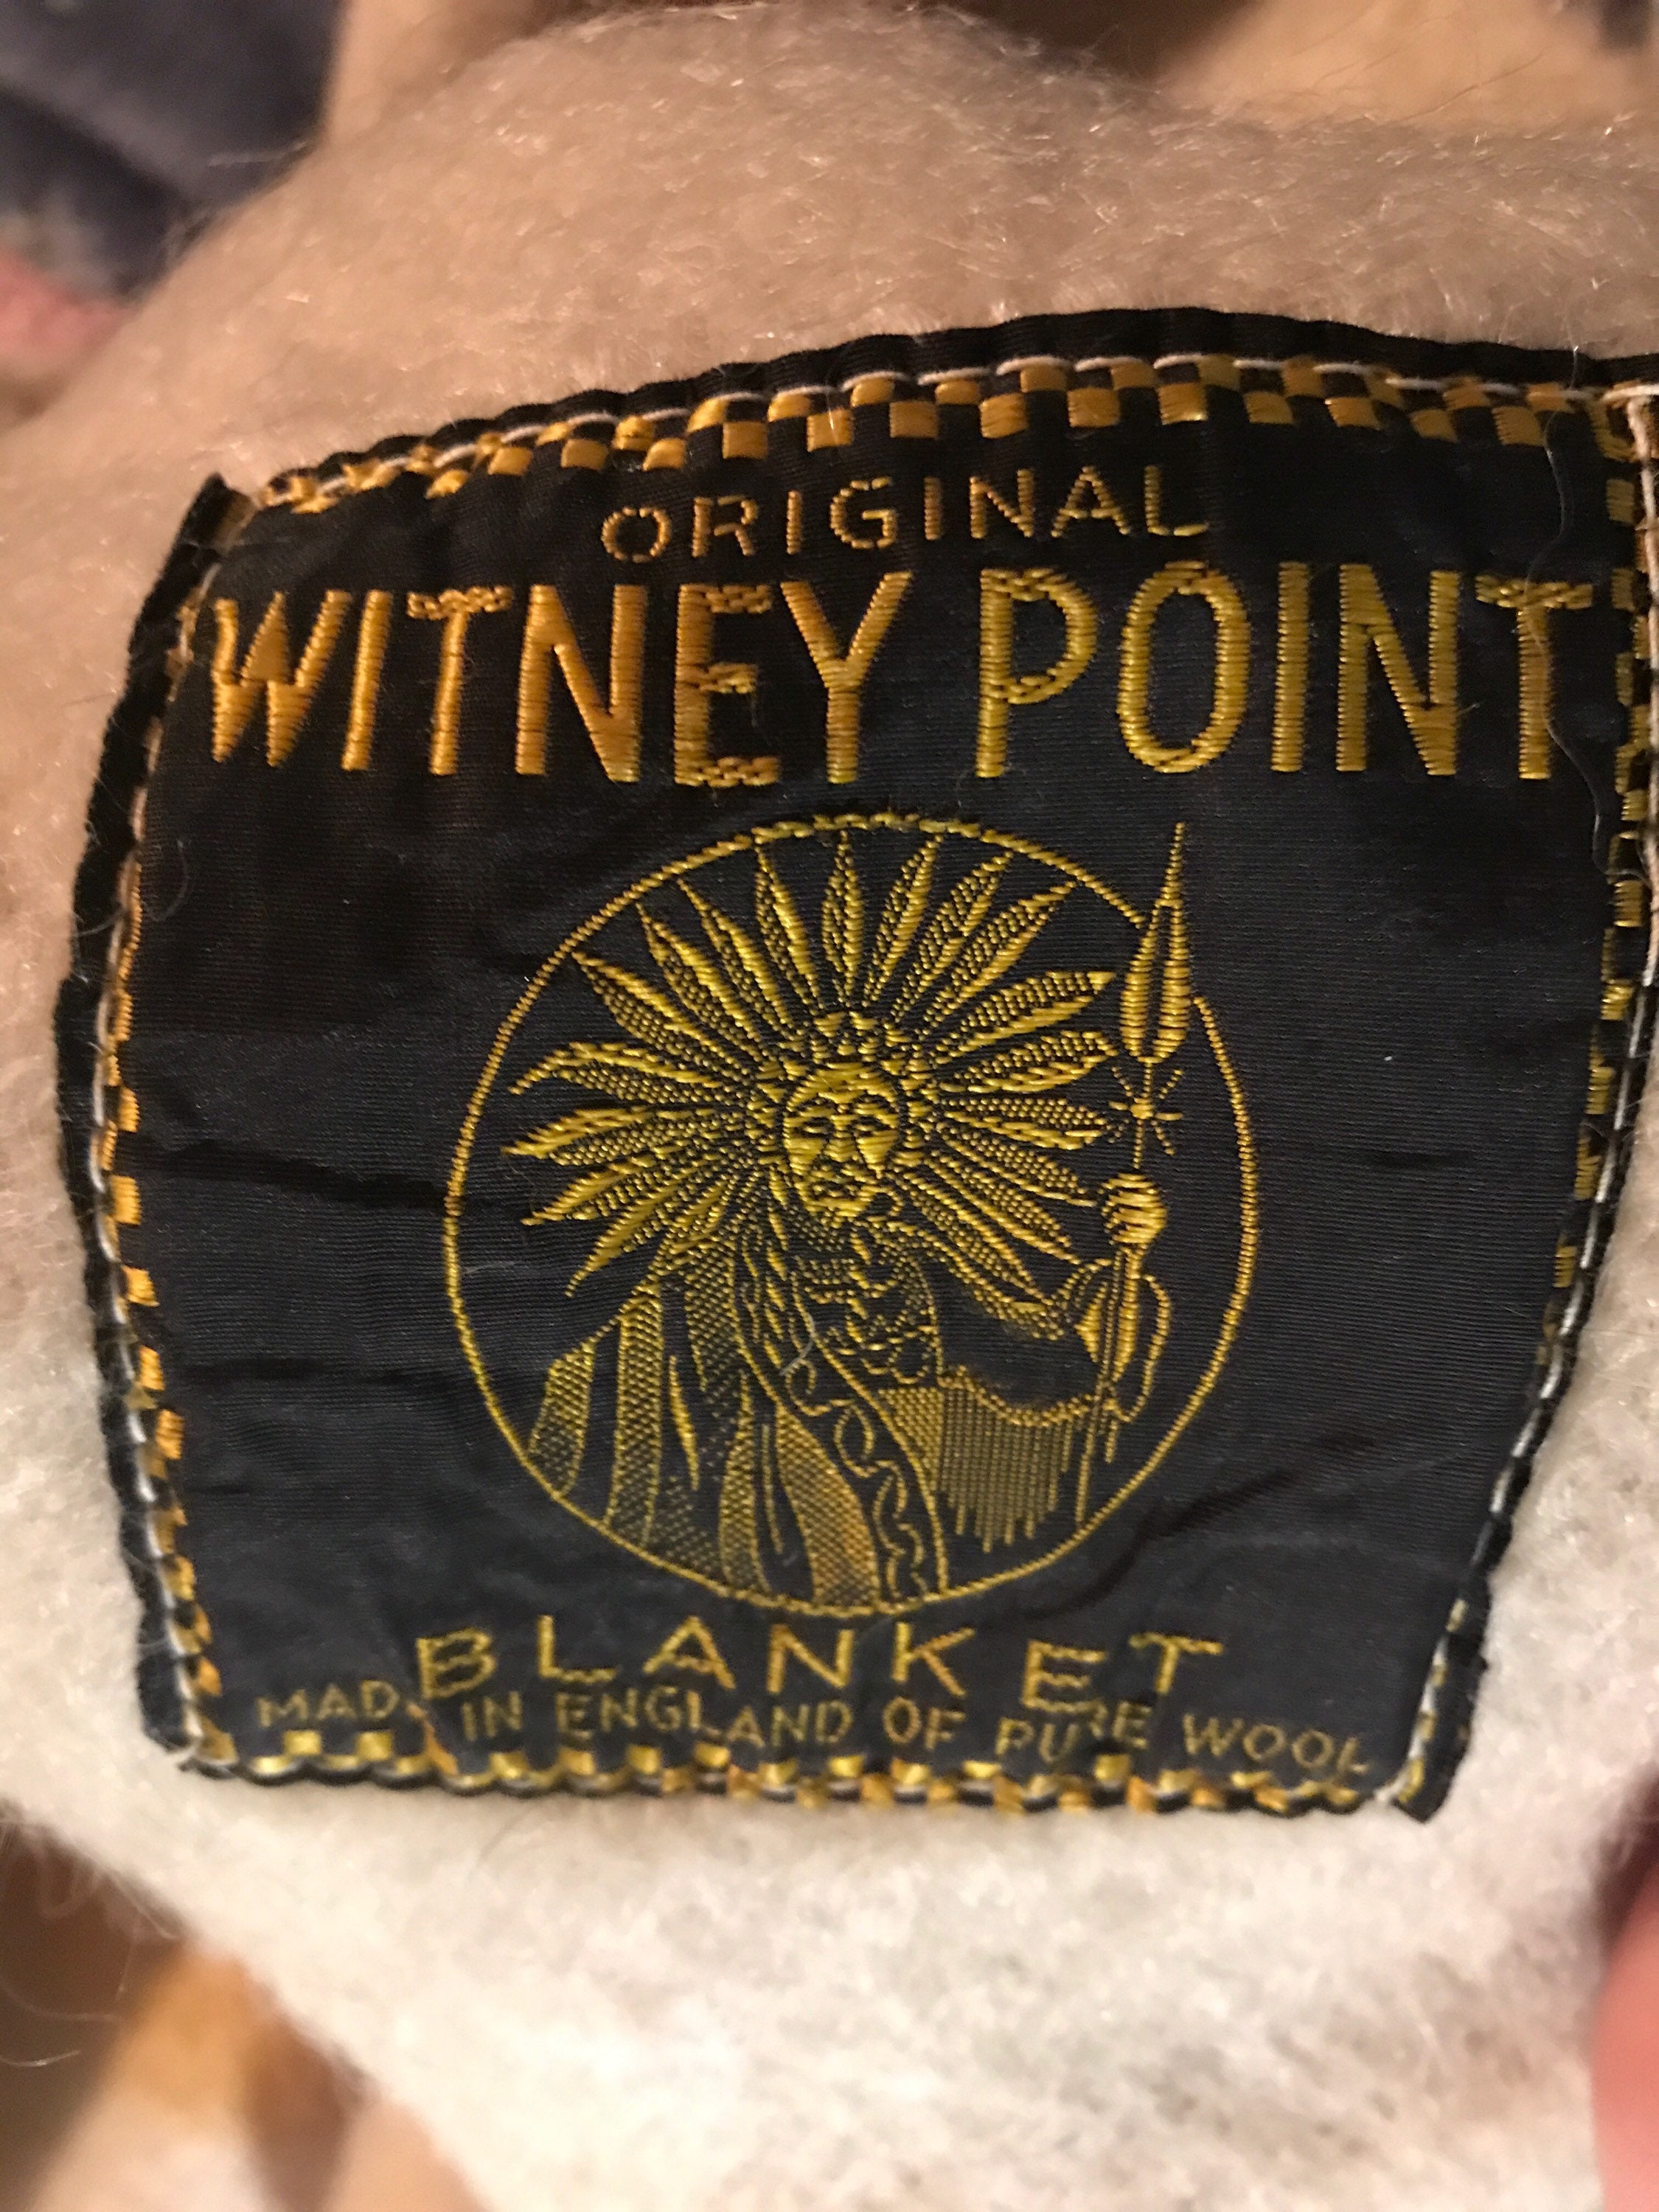 ORIGINAL
WITNEY POINT
BLANKET
MADE IN ENGLAND OF PURE WOOL